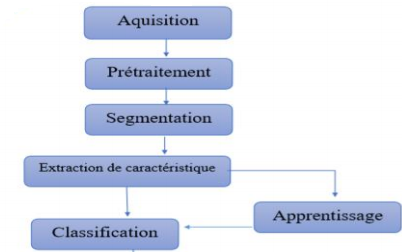 Aquisition
Prétraitement
Segmentation
Extraction de caractéristique
Apprentissage
Classification